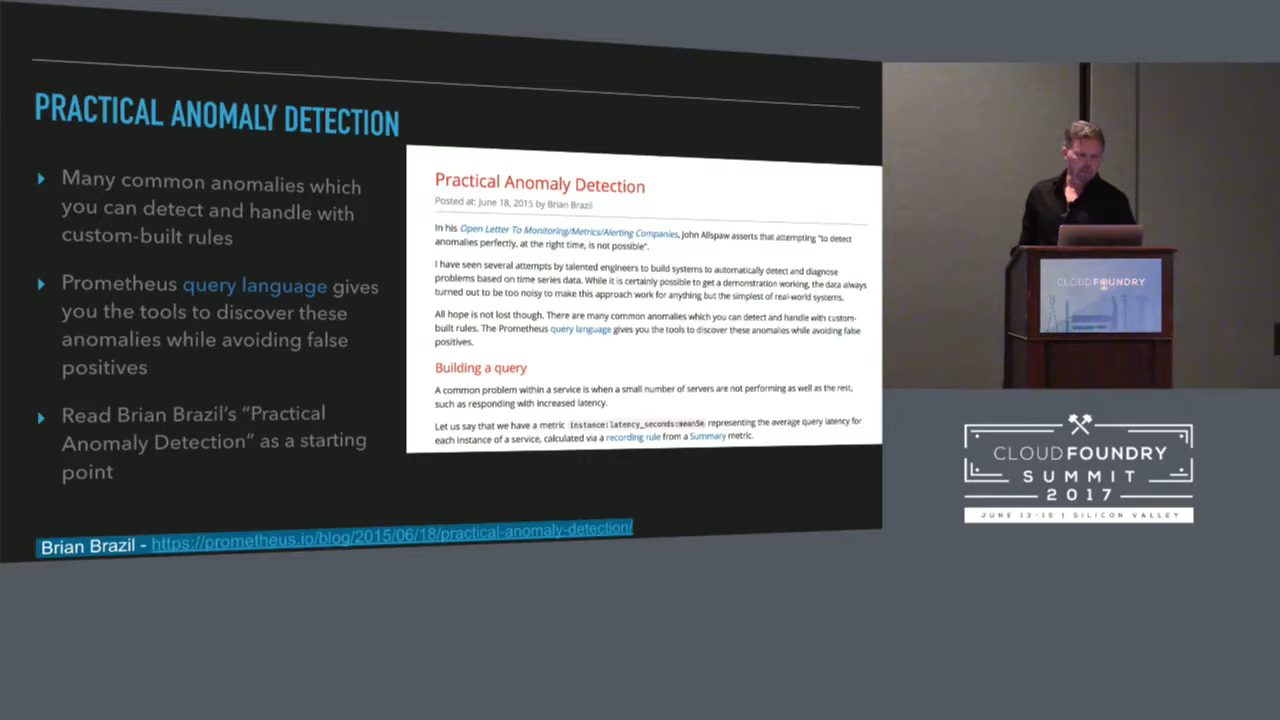 PRACTICAL ANOMALY DETECTION
Many common anomalies which
you can detect and handle with
custom-built rules
Prometheus query language gives
you the tools to discover these
anomalies while avoiding false
positives
Read Brian Brazil's "Practical
Anomaly Detection" as a starting
point
Practical Anomaly Detection
Posted at: June 18, 2015 by Brian Brazil
In his Open Letter To Monitoring/Metrics/Alerting Companies, John Allspaw asserts that attempting "to detect
anomalies perfectly, at the right time, is not possible".
I have seen several attempts by talented engineers to build systems to automatically detect and diagnose
problems based on time series data. While it is certainly possible to get a demonstration working, the data always
turned out to be too noisy to make this approach work for anything but the simplest of real-world systems.
All hope is not lost though. There are many common anomalies which you can detect and handle with custom-
built rules. The Prometheus query language gives you the tools to discover these anomalies while avoiding false
positives.
Building a query
A common problem within a service is when a small number of servers are not performing as well as the rest,
such as responding with increased latency.
Let us say that we have a metric instance:latency_seconds:mean5m representing the average query latency for
each instance of a service, calculated via a recording rule from a Summary metric.
Brian Brazil - https://prometheus.io/blog/2015/06/18/practical-anomaly-detection/
CLOUD FOUNDRY
CLOUD FOUNDRY
SUMMIT
2017
JUNE 13-15 | SILICON VALLEY